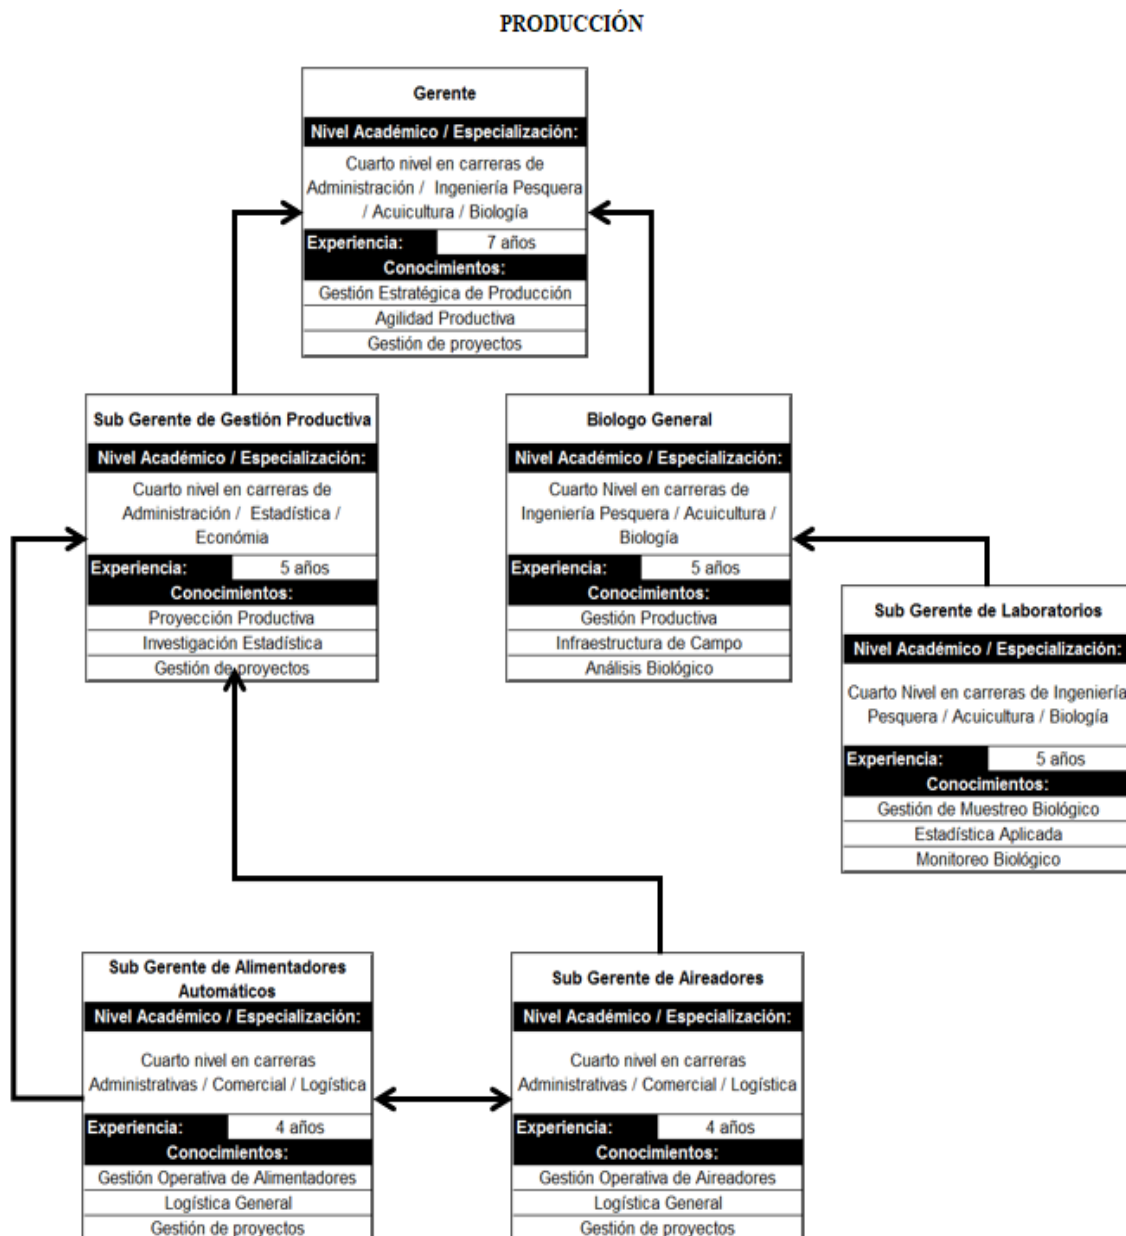 PRODUCCIÓN
Gerente
Nivel Académico / Especialización:
Cuarto nivel en carreras de
Administración / Ingeniería Pesquera
/ Acuicultura / Biología
Experiencia: 7 años
Conocimientos:
Gestión Estratégica de Producción
Agilidad Productiva
Gestión de proyectos
Sub Gerente de Gestión Productiva
Nivel Académico / Especialización:
Cuarto nivel en carreras de
Administración / Estadística /
Económia
Experiencia: 5 años
Conocimientos:
Proyección Productiva
Investigación Estadística
Gestión de proyectos
Biologo General
Nivel Académico / Especialización:
Cuarto Nivel en carreras de
Ingeniería Pesquera / Acuicultura /
Biología
Experiencia: 5 años
Conocimientos:
Gestión Productiva
Infraestructura de Campo
Análisis Biológico
Sub Gerente de Laboratorios
Nivel Académico / Especialización:
Cuarto Nivel en carreras de Ingeniería
Pesquera / Acuicultura / Biología
Experiencia: 5 años
Conocimientos:
Gestión de Muestreo Biológico
Estadística Aplicada
Monitoreo Biológico
Sub Gerente de Alimentadores
Automáticos
Nivel Académico / Especialización:
Cuarto nivel en carreras
Administrativas / Comercial / Logística
Experiencia: 4 años
Conocimientos:
Gestión Operativa de Alimentadores
Logística General
Gestión de proyectos
Sub Gerente de Aireadores
Nivel Académico / Especialización:
Cuarto nivel en carreras
Administrativas / Comercial / Logística
Experiencia: 4 años
Conocimientos:
Gestión Operativa de Aireadores
Logística General
Gestión de proyectos